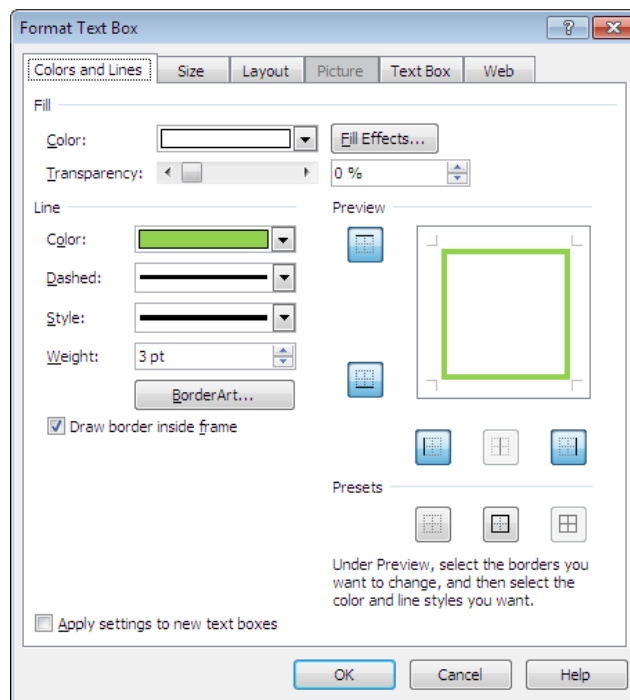 Format Text Box
Colors and Lines Size Layout Picture Text Box Web
Fill
Color: Fill Effects...
Transparency: 0 %
Line Preview
Color:
Dashed:
Style:
Weight: 3 pt
BorderArt...
Draw border inside frame
Presets
Under Preview, select the borders you
want to change, and then select the
color and line styles you want.
Apply settings to new text boxes
OK Cancel Help